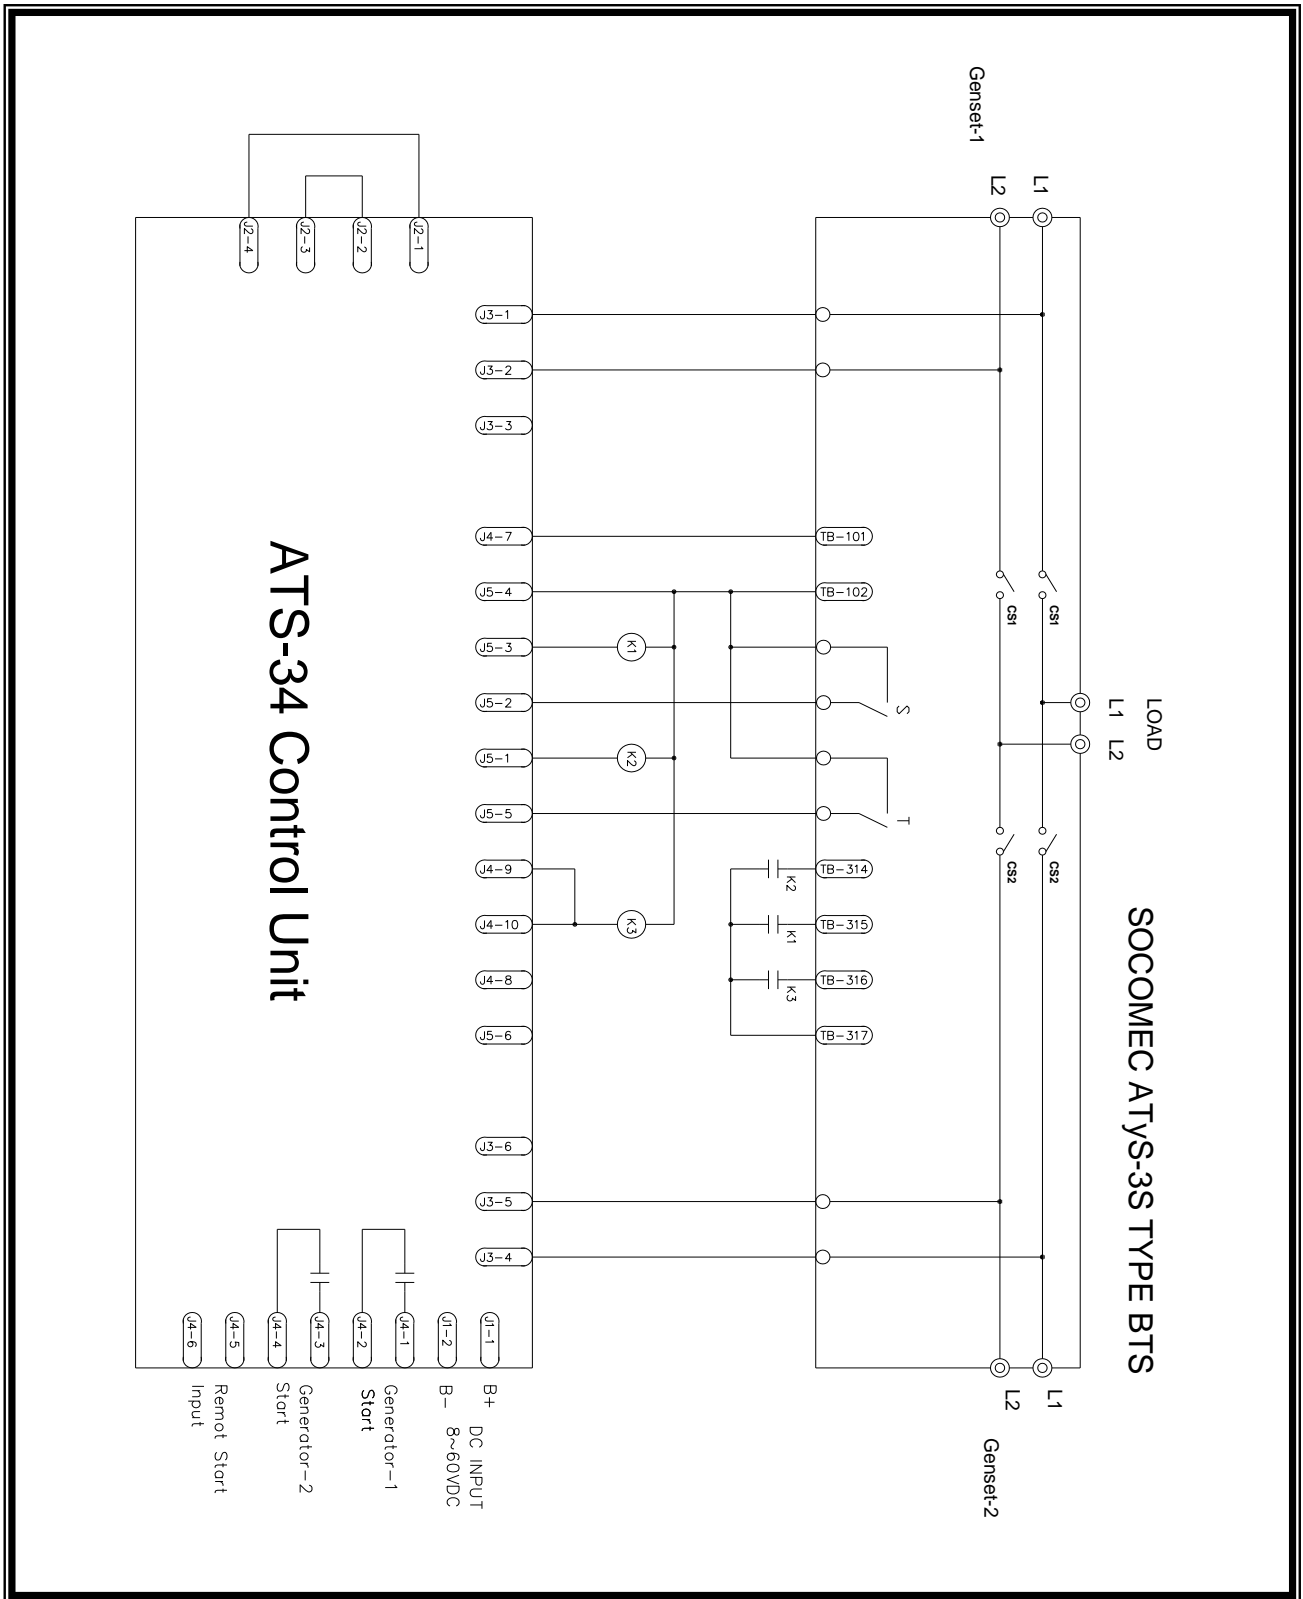 LOAD
SOCOMEC ATyS-3S TYPE BTS
L1 L2
L1
L2
Genset-1
CS1
CS1
CS2
CS2
L1
L2
Genset-2
S
T
TB-101
TB-102
TB-314
TB-315
TB-316
TB-317
K2
K1
K3
K1
K2
K3
J3-1
J3-2
J3-3
J4-7
J5-4
J5-3
J5-2
J5-1
J5-5
J4-9
J4-10
J4-8
J5-6
J3-6
J3-5
J3-4
J2-1
J2-2
J2-3
J2-4
ATS-34 Control Unit
J1-1
B+
DC INPUT
J1-2
B-
8~60VDC
J4-1
Generator-1
J4-2
Start
J4-3
Generator-2
J4-4
Start
J4-5
Remot Start
J4-6
Input